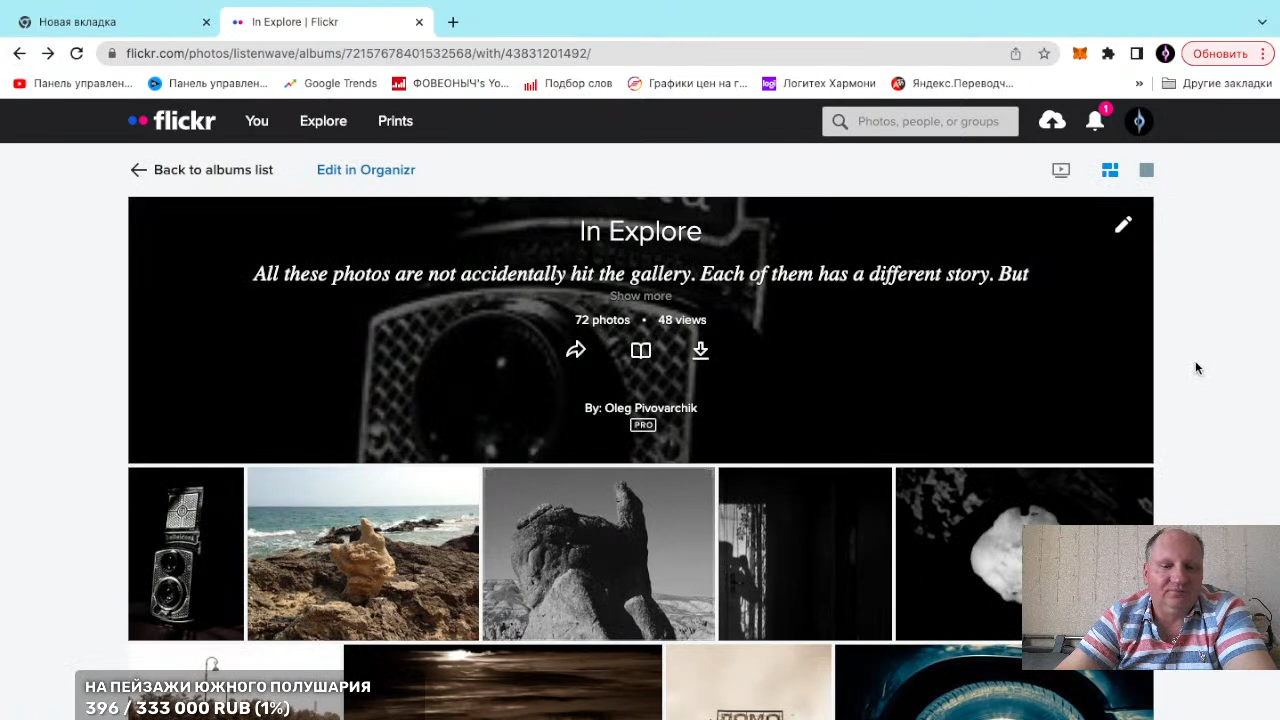 Новая вкладка
In Explore | Flickr
flickr.com/photos/listenwave/albums/72157678401532568/with/43831201492/
Обновить
Панель управлен...
Панель управлен...
Google Trends
ФОВЕОНЫЧ's Yo...
Подбор слов
Графики цен на г...
logi
Логитех Хармони
Яндекс.Переводч...
»
Другие закладки
flickr
You
Explore
Prints
Photos, people, or groups
1
Back to albums list
Edit in Organizr
In Explore
All these photos are not accidentally hit the gallery. Each of them has a different story. But
Show more
72 photos • 48 views
By: Oleg Pivovarchik
PRO
НА ПЕЙЗАЖИ ЮЖНОГО ПОЛУШАРИЯ
396 / 333 000 RUB (1%)